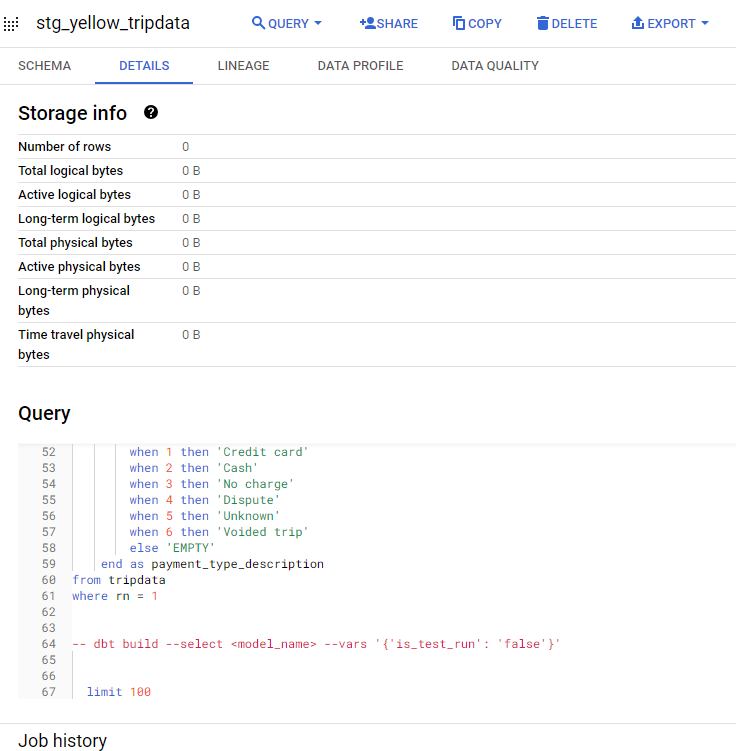 stg_yellow_tripdata QUERY SHARE COPY DELETE EXPORT
SCHEMA DETAILS LINEAGE DATA PROFILE DATA QUALITY
Storage info ?
Number of rows 0
Total logical bytes 0 B
Active logical bytes 0 B
Long-term logical bytes 0 B
Total physical bytes 0 B
Active physical bytes 0 B
Long-term physical 0 B
bytes
Time travel physical 0 B
bytes
Query
52 when 1 then 'Credit card'
53 when 2 then 'Cash'
54 when 3 then 'No charge'
55 when 4 then 'Dispute'
56 when 5 then 'Unknown'
57 when 6 then 'Voided trip'
58 else 'EMPTY'
59 end as payment_type_description
60 from tripdata
61 where rn = 1
62
63
64 -- dbt build --select <model_name> --vars '{'is_test_run': 'false'}'
65
66
67 limit 100
Job history